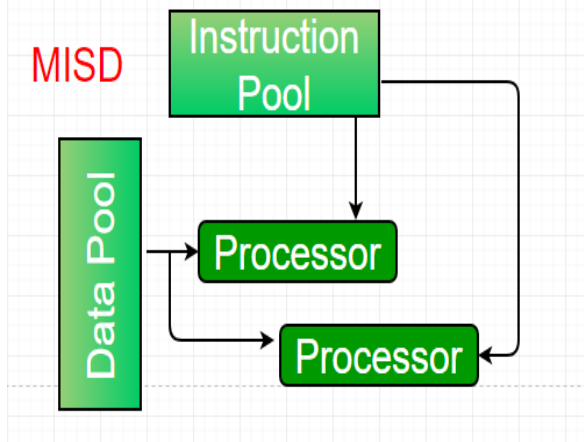 MISD
Instruction
Pool
Data Pool
Processor
Processor